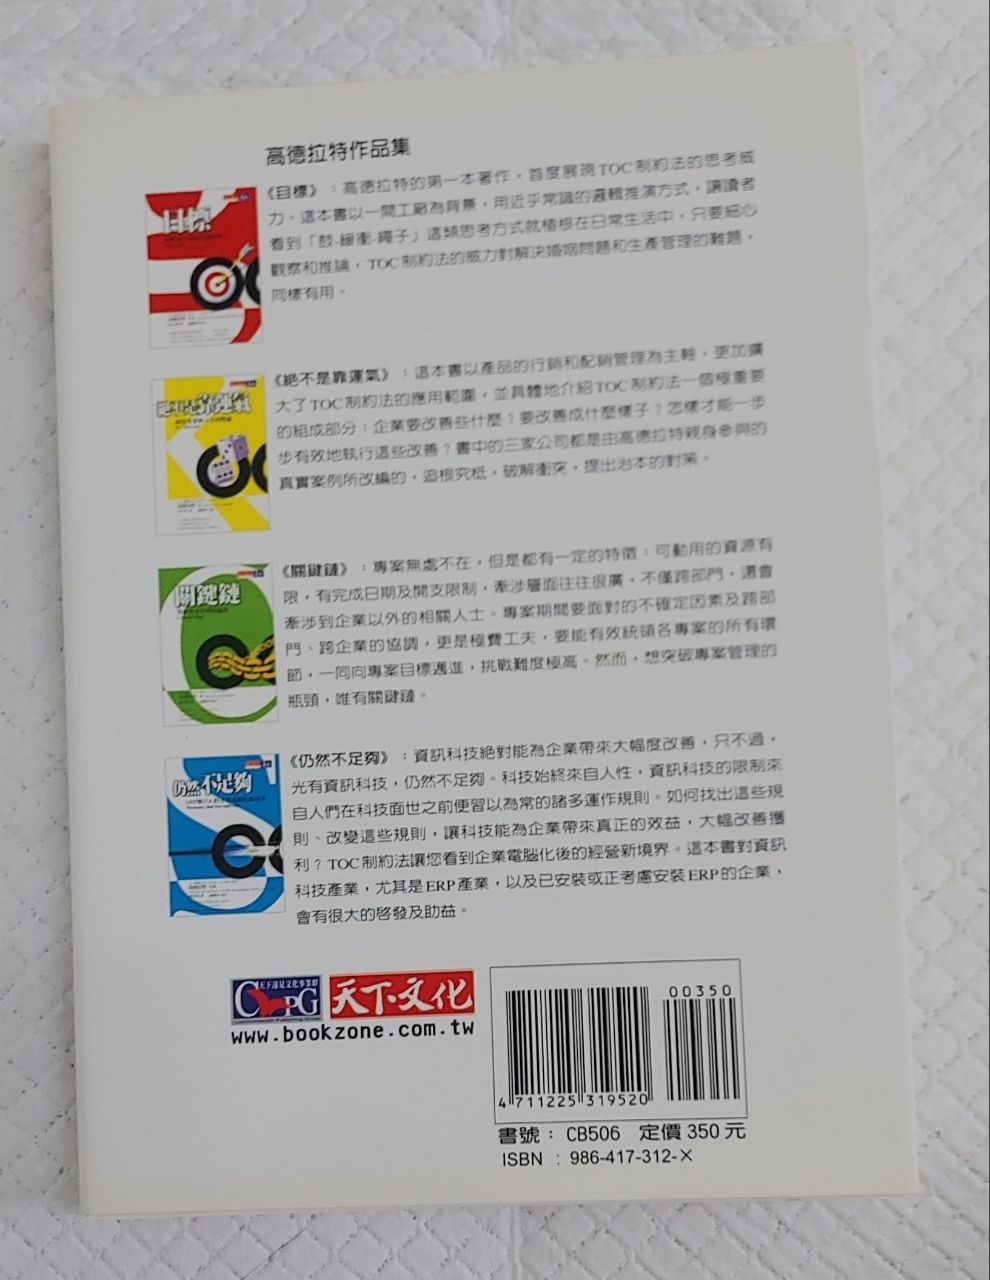 高德拉特作品集
《目標》：高德拉特的第一本著作，首度展現TOC制約法的思考威
力。這本書以一間工廠為背景，用近乎常識的邏輯推演方式，讓讀者
看到「鼓-緩衝-繩子」這類思考方式就植根在日常生活中，只要細心
觀察和推論，TOC制約法的威力對解決婚姻問題和生產管理的難題，
同樣有用。
目標
《絕不是靠運氣》：這本書以產品的行銷和配銷管理為主軸，更加擴
大了TOC制約法的應用範圍，並具體地介紹TOC制約法一個極重要
的組成部分：企業要改善些什麼？要改善成什麼樣子？怎樣才能一步
步有效地執行這些改善？書中的三家公司都是由高德拉特親身參與的
真實案例所改編的，追根究柢，破解衝突，提出治本的對策。
絕不是靠運氣
《關鍵鏈》：專案無處不在，但是都有一定的特徵：可動用的資源有
限，有完成日期及開支限制，牽涉層面往往很廣，不僅跨部門，還會
牽涉到企業以外的相關人士。專案期間要面對的不確定因素及跨部
門、跨企業的協調，更是極費工夫，要能有效統領各專案的所有環
節，一同向專案目標邁進，挑戰難度極高。然而，想突破專案管理的
瓶頸，唯有關鍵鏈。
關鍵鏈
《仍然不足夠》：資訊科技絕對能為企業帶來大幅度改善，只不過，
光有資訊科技，仍然不足夠。科技始終來自人性，資訊科技的限制來
自人們在科技面世之前便習以為常的諸多運作規則。如何找出這些規
則、改變這些規則，讓科技能為企業帶來真正的效益，大幅改善獲
利？TOC制約法讓您看到企業電腦化後的經營新境界。這本書對資訊
科技產業，尤其是ERP產業，以及已安裝或正考慮安裝ERP的企業，
會有很大的啓發及助益。
仍然不足夠
天下遠見文化事業群
CPG
天下文化
www.bookzone.com.tw
00350
4 711225 319520
書號： CB506 定價350元
ISBN : 986-417-312-X